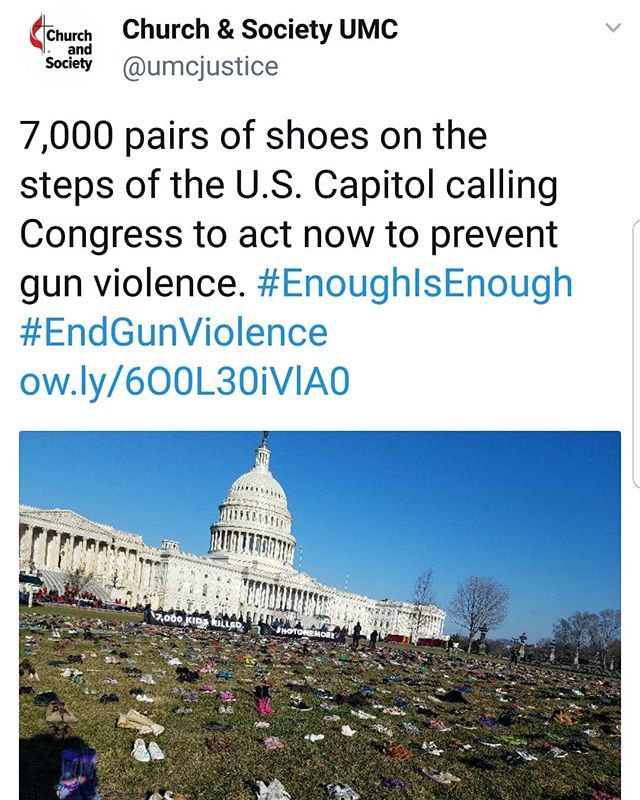 Church
and
Society
Church & Society UMC
@umcjustice
7,000 pairs of shoes on the
steps of the U.S. Capitol calling
Congress to act now to prevent
gun violence. #EnoughIsEnough
#EndGunViolence
ow.ly/6O0L30iVlA0
7,000 KIDS KILLED
#NOTONEMORE